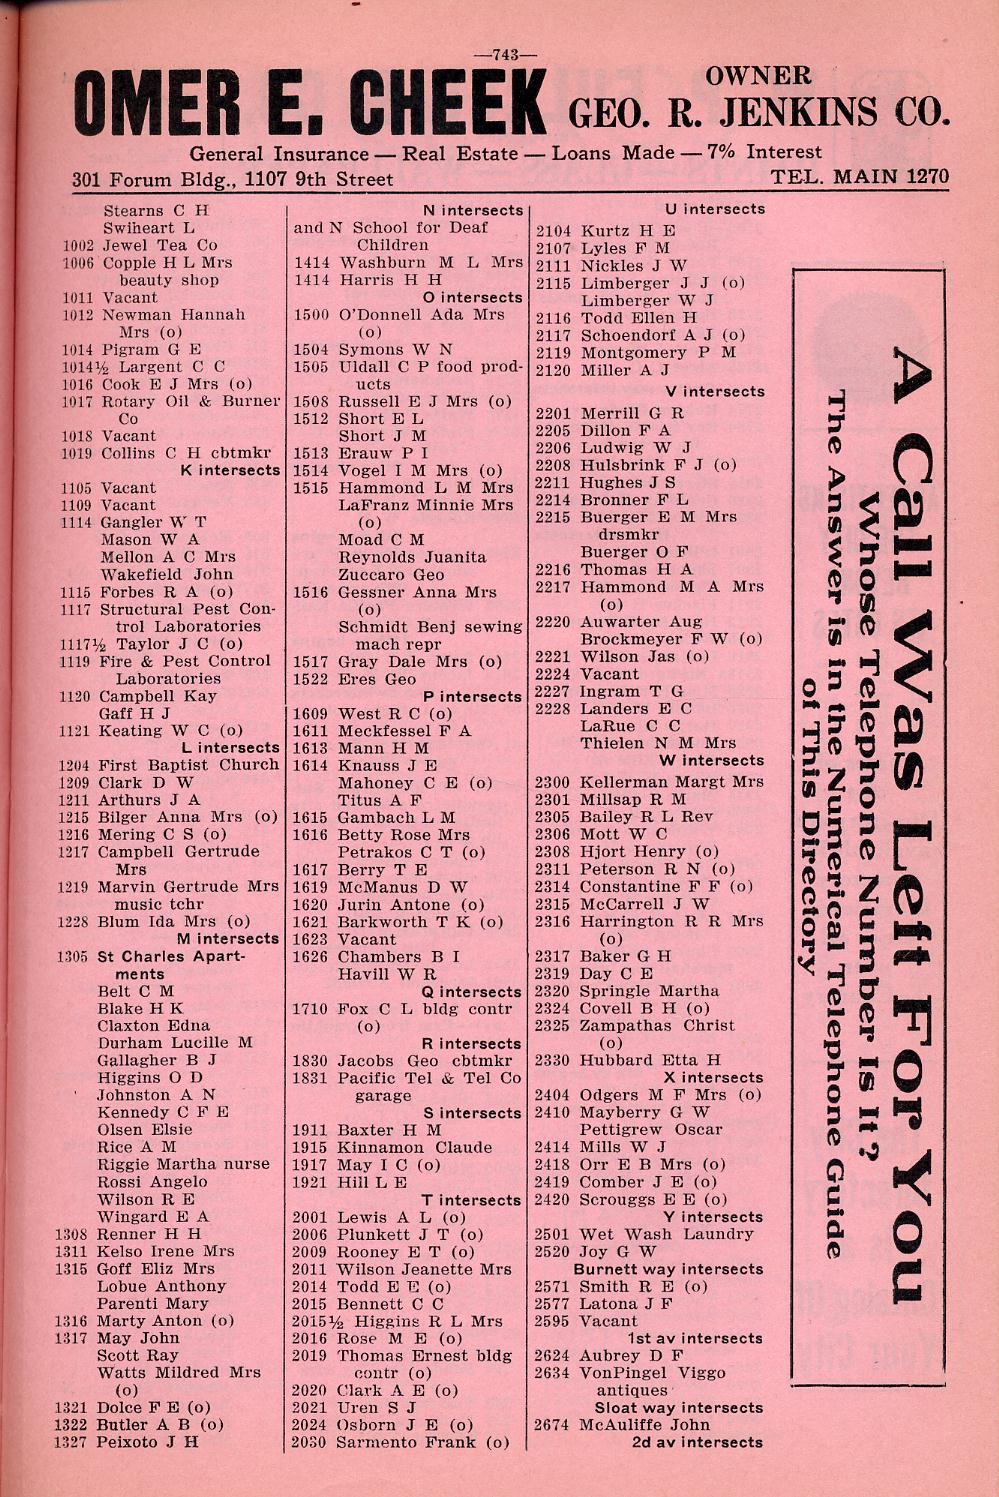 —743—
OMER E. CHEEK
OWNER
GEO. R. JENKINS CO.
General Insurance — Real Estate — Loans Made — 7% Interest
301 Forum Bldg., 1107 9th Street
TEL. MAIN 1270
Stearns C H
Swiheart L
1002 Jewel Tea Co
1006 Copple H L Mrs
beauty shop
1011 Vacant
1012 Newman Hannah
Mrs (o)
1014 Pigram G E
1014½ Largent C C
1016 Cook E J Mrs (o)
1017 Rotary Oil & Burner
Co
1018 Vacant
1019 Collins C H cbtmkr
K intersects
1105 Vacant
1109 Vacant
1114 Gangler W T
Mason W A
Mellon A C Mrs
Wakefield John
1115 Forbes R A (o)
1117 Structural Pest Con-
trol Laboratories
1117½ Taylor J C (o)
1119 Fire & Pest Control
Laboratories
1120 Campbell Kay
Gaff H J
1121 Keating W C (o)
L intersects
1204 First Baptist Church
1209 Clark D W
1211 Arthurs J A
1215 Bilger Anna Mrs (o)
1216 Mering C S (o)
1217 Campbell Gertrude
Mrs
1219 Marvin Gertrude Mrs
music tchr
1228 Blum Ida Mrs (o)
M intersects
1305 St Charles Apart-
ments
Belt C M
Blake H K
Claxton Edna
Durham Lucille M
Gallagher B J
Higgins O D
Johnston A N
Kennedy C F E
Olsen Elsie
Rice A M
Riggie Martha nurse
Rossi Angelo
Wilson R E
Wingard E A
1308 Renner H H
1311 Kelso Irene Mrs
1315 Goff Eliz Mrs
Lobue Anthony
Parenti Mary
1316 Marty Anton (o)
1317 May John
Scott Ray
Watts Mildred Mrs
(o)
1321 Dolce F E (o)
1322 Butler A B (o)
1327 Peixoto J H
N intersects
and N School for Deaf
Children
1414 Washburn M L Mrs
1414 Harris H H
O intersects
1500 O'Donnell Ada Mrs
(o)
1504 Symons W N
1505 Uldall C P food prod-
ucts
1508 Russell E J Mrs (o)
1512 Short E L
Short J M
1513 Erauw P I
1514 Vogel I M Mrs (o)
1515 Hammond L M Mrs
LaFranz Minnie Mrs
(o)
Moad C M
Reynolds Juanita
Zuccaro Geo
1516 Gessner Anna Mrs
(o)
Schmidt Benj sewing
mach repr
1517 Gray Dale Mrs (o)
1522 Eres Geo
P intersects
1609 West R C (o)
1611 Meckfessel F A
1613 Mann H M
1614 Knauss J E
Mahoney C E (o)
Titus A F
1615 Gambach L M
1616 Betty Rose Mrs
Petrakos C T (o)
1617 Berry T E
1619 McManus D W
1620 Jurin Antone (o)
1621 Barkworth T K (o)
1623 Vacant
1626 Chambers B I
Havill W R
Q intersects
1710 Fox C L bldg contr
(o)
R intersects
1830 Jacobs Geo cbtmkr
1831 Pacific Tel & Tel Co
garage
S intersects
1911 Baxter H M
1915 Kinnamon Claude
1917 May I C (o)
1921 Hill L E
T intersects
2001 Lewis A L (o)
2006 Plunkett J T (o)
2009 Rooney E T (o)
2011 Wilson Jeanette Mrs
2014 Todd E E (o)
2015 Bennett C C
2015½ Higgins R L Mrs
2016 Rose M E (o)
2019 Thomas Ernest bldg
contr (o)
2020 Clark A E (o)
2021 Uren S J
2024 Osborn J E (o)
2030 Sarmento Frank (o)
U intersects
2104 Kurtz H E
2107 Lyles F M
2111 Nickles J W
2115 Limberger J J (o)
Limberger W J
2116 Todd Ellen H
2117 Schoendorf A J (o)
2119 Montgomery P M
2120 Miller A J
V intersects
2201 Merrill G R
2205 Dillon F A
2206 Ludwig W J
2208 Hulsbrink F J (o)
2211 Hughes J S
2214 Bronner F L
2215 Buerger E M Mrs
drsmkr
Buerger O F
2216 Thomas H A
2217 Hammond M A Mrs
(o)
2220 Auwarter Aug
Brockmeyer F W (o)
2221 Wilson Jas (o)
2224 Vacant
2227 Ingram T G
2228 Landers E C
LaRue C C
Thielen N M Mrs
W intersects
2300 Kellerman Margt Mrs
2301 Millsap R M
2305 Bailey R L Rev
2306 Mott W C
2308 Hjort Henry (o)
2311 Peterson R N (o)
2314 Constantine F F (o)
2315 McCarrell J W
2316 Harrington R R Mrs
(o)
2317 Baker G H
2319 Day C E
2320 Springle Martha
2324 Covell B H (o)
2325 Zampathas Christ
(o)
2330 Hubbard Etta H
X intersects
2404 Odgers M F Mrs (o)
2410 Mayberry G W
Pettigrew Oscar
2414 Mills W J
2418 Orr E B Mrs (o)
2419 Comber J E (o)
2420 Scrouggs E E (o)
Y intersects
2501 Wet Wash Laundry
2520 Joy G W
Burnett way intersects
2571 Smith R E (o)
2577 Latona J F
2595 Vacant
1st av intersects
2624 Aubrey D F
2634 VonPingel Viggo
antiques
Sloat way intersects
2674 McAuliffe John
2d av intersects
A Call Was Left For You
Whose Telephone Number Is It?
The Answer is in the Numerical Telephone Guide
of This Directory